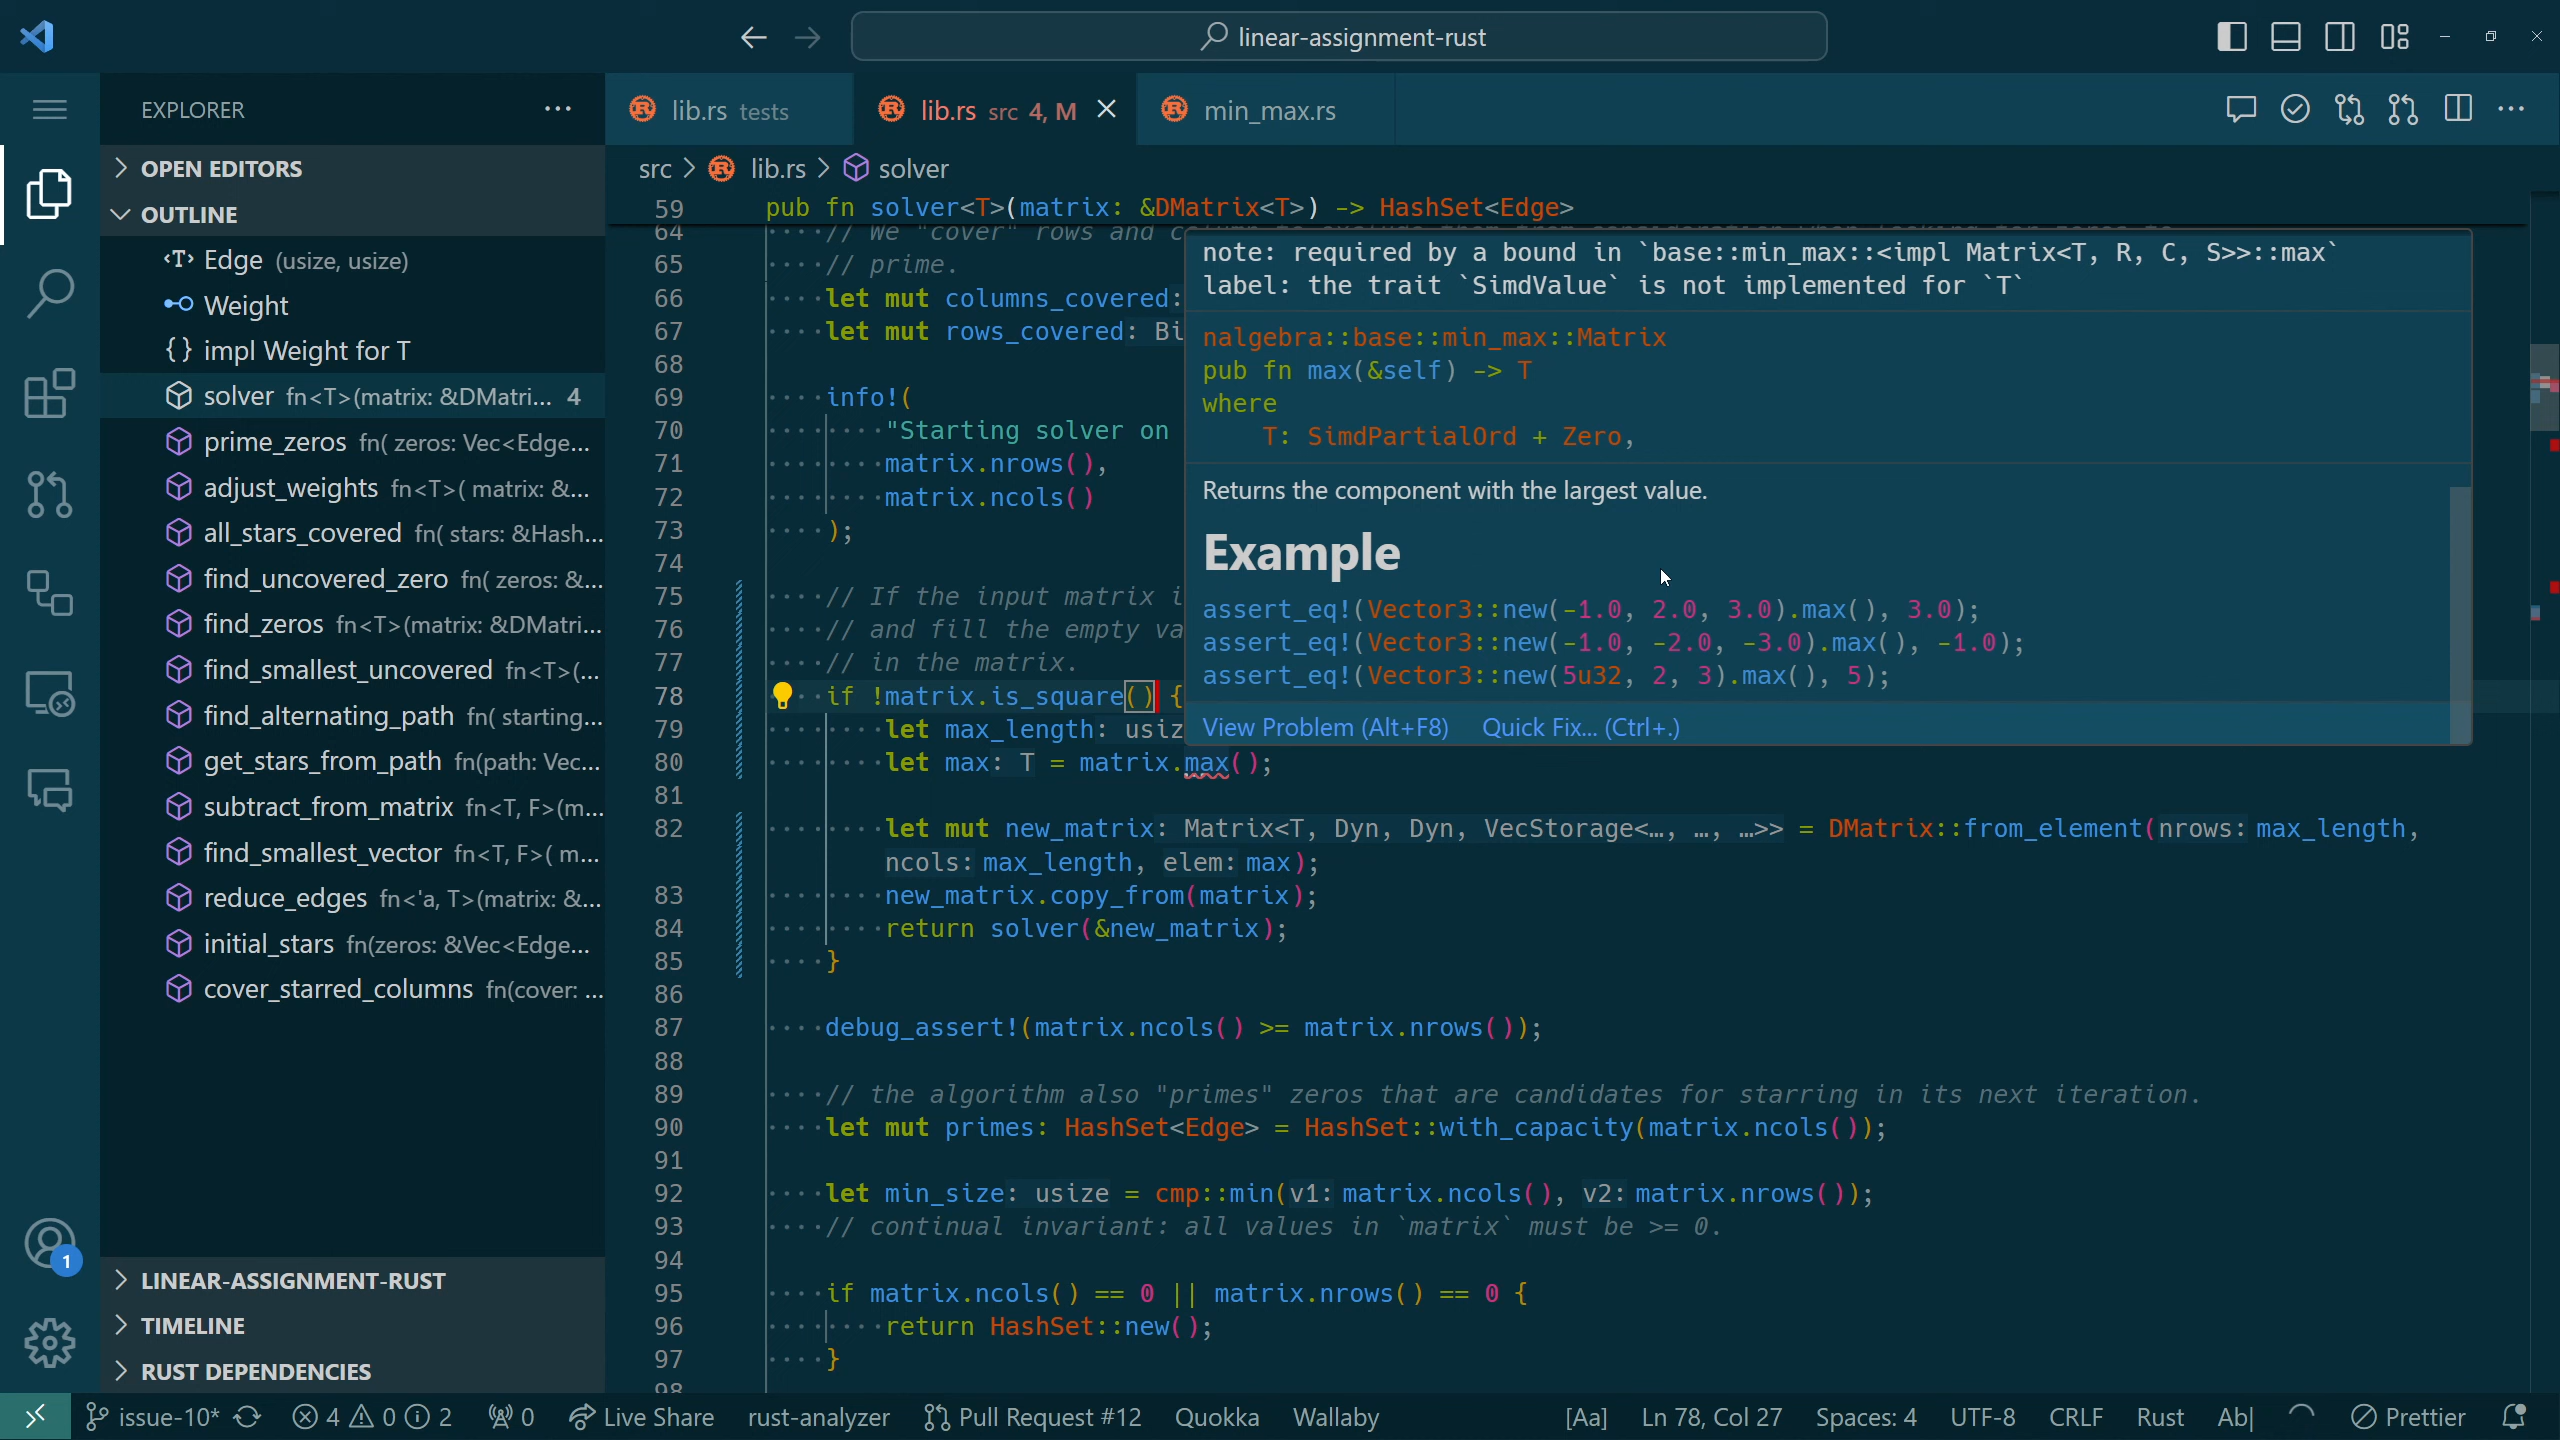 linear-assignment-rust
EXPLORER
OPEN EDITORS
OUTLINE
Edge (usize, usize)
Weight
impl Weight for T
solver fn<T>(matrix: &DMatri... 4
prime_zeros fn( zeros: Vec<Edge...
adjust_weights fn<T>( matrix: &...
all_stars_covered fn( stars: &Hash...
find_uncovered_zero fn( zeros: &...
find_zeros fn<T>(matrix: &DMatri...
find_smallest_uncovered fn<T>(...
find_alternating_path fn( starting...
get_stars_from_path fn(path: Vec...
subtract_from_matrix fn<T, F>(m...
find_smallest_vector fn<T, F>( m...
reduce_edges fn<'a, T>(matrix: &...
initial_stars fn(zeros: &Vec<Edge...
cover_starred_columns fn(cover: ...
LINEAR-ASSIGNMENT-RUST
TIMELINE
RUST DEPENDENCIES
1
lib.rs tests
lib.rs src 4, M
min_max.rs
src > lib.rs > solver
59 pub fn solver<T>(matrix: &DMatrix<T>) -> HashSet<Edge>
64
65 // prime.
66 let mut columns_covered:
67 let mut rows_covered: Bi
68
69 info!(
70 "Starting solver on
71 matrix.nrows(),
72 matrix.ncols()
73 );
74
75 // If the input matrix i
76 // and fill the empty va
77 // in the matrix.
78 if !matrix.is_square() {
79 let max_length: usiz
80 let max: T = matrix.max();
81
82 let mut new_matrix: Matrix<T, Dyn, Dyn, VecStorage<…, …, …>> = DMatrix::from_element(nrows: max_length,
ncols: max_length, elem: max);
83 new_matrix.copy_from(matrix);
84 return solver(&new_matrix);
85 }
86
87 debug_assert!(matrix.ncols() >= matrix.nrows());
88
89 // the algorithm also "primes" zeros that are candidates for starring in its next iteration.
90 let mut primes: HashSet<Edge> = HashSet::with_capacity(matrix.ncols());
91
92 let min_size: usize = cmp::min(v1: matrix.ncols(), v2: matrix.nrows());
93 // continual invariant: all values in `matrix` must be >= 0.
94
95 if matrix.ncols() == 0 || matrix.nrows() == 0 {
96 return HashSet::new();
97 }
98
note: required by a bound in `base::min_max::<impl Matrix<T, R, C, S>>::max`
label: the trait `SimdValue` is not implemented for `T`
nalgebra::base::min_max::Matrix
pub fn max(&self) -> T
where
T: SimdPartialOrd + Zero,
Returns the component with the largest value.
Example
assert_eq!(Vector3::new(-1.0, 2.0, 3.0).max(), 3.0);
assert_eq!(Vector3::new(-1.0, -2.0, -3.0).max(), -1.0);
assert_eq!(Vector3::new(5u32, 2, 3).max(), 5);
View Problem (Alt+F8) Quick Fix... (Ctrl+.)
issue-10* 4 0 2 0 Live Share rust-analyzer Pull Request #12 Quokka Wallaby [Aa] Ln 78, Col 27 Spaces: 4 UTF-8 CRLF Rust Ab| Prettier